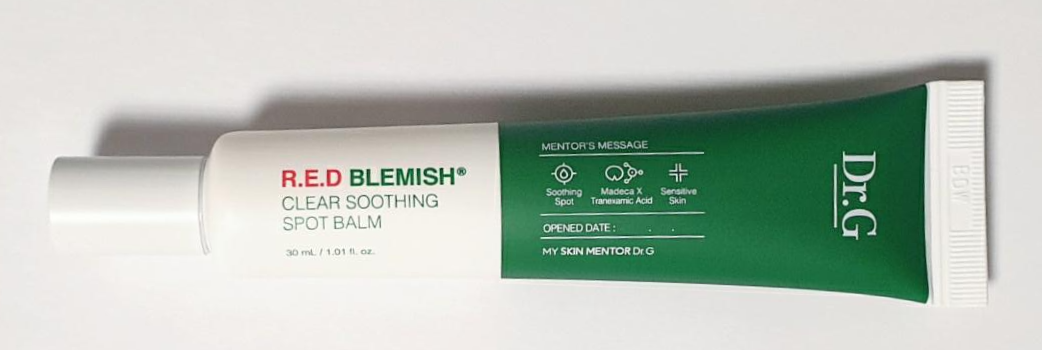 R.E.D BLEMISH®
CLEAR SOOTHING
SPOT BALM
30 mL / 1.01 fl. oz.
MENTOR'S MESSAGE
Soothing
Spot
Madeca X
Tranexamic Acid
Sensitive
Skin
OPENED DATE : . .
MY SKIN MENTOR Dr.G
Dr.G